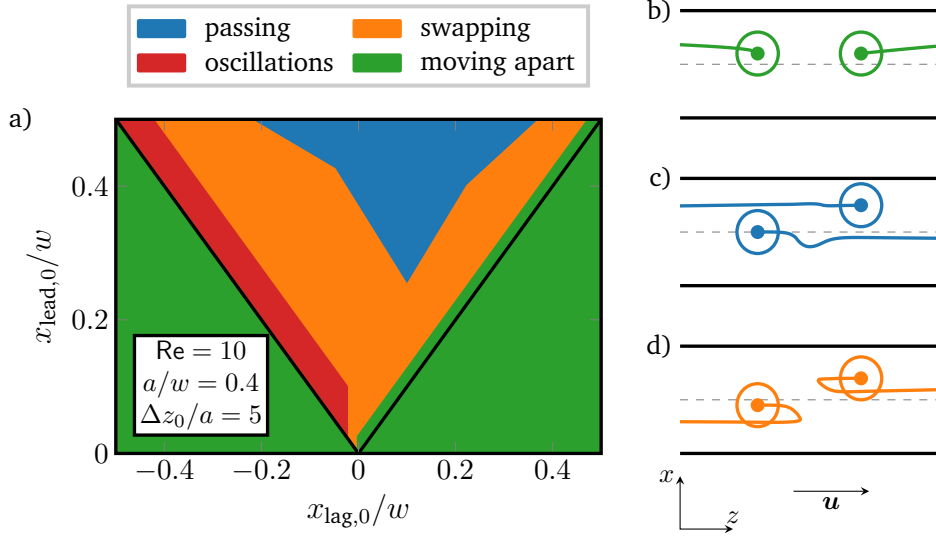 passing
swapping
oscillations
moving apart
a)
0.4
0.2
0
x_lead,0/w
Re = 10
a/w = 0.4
Δz_0/a = 5
−0.4
−0.2
0
0.2
0.4
x_lag,0/w
b)
c)
d)
x
z
u